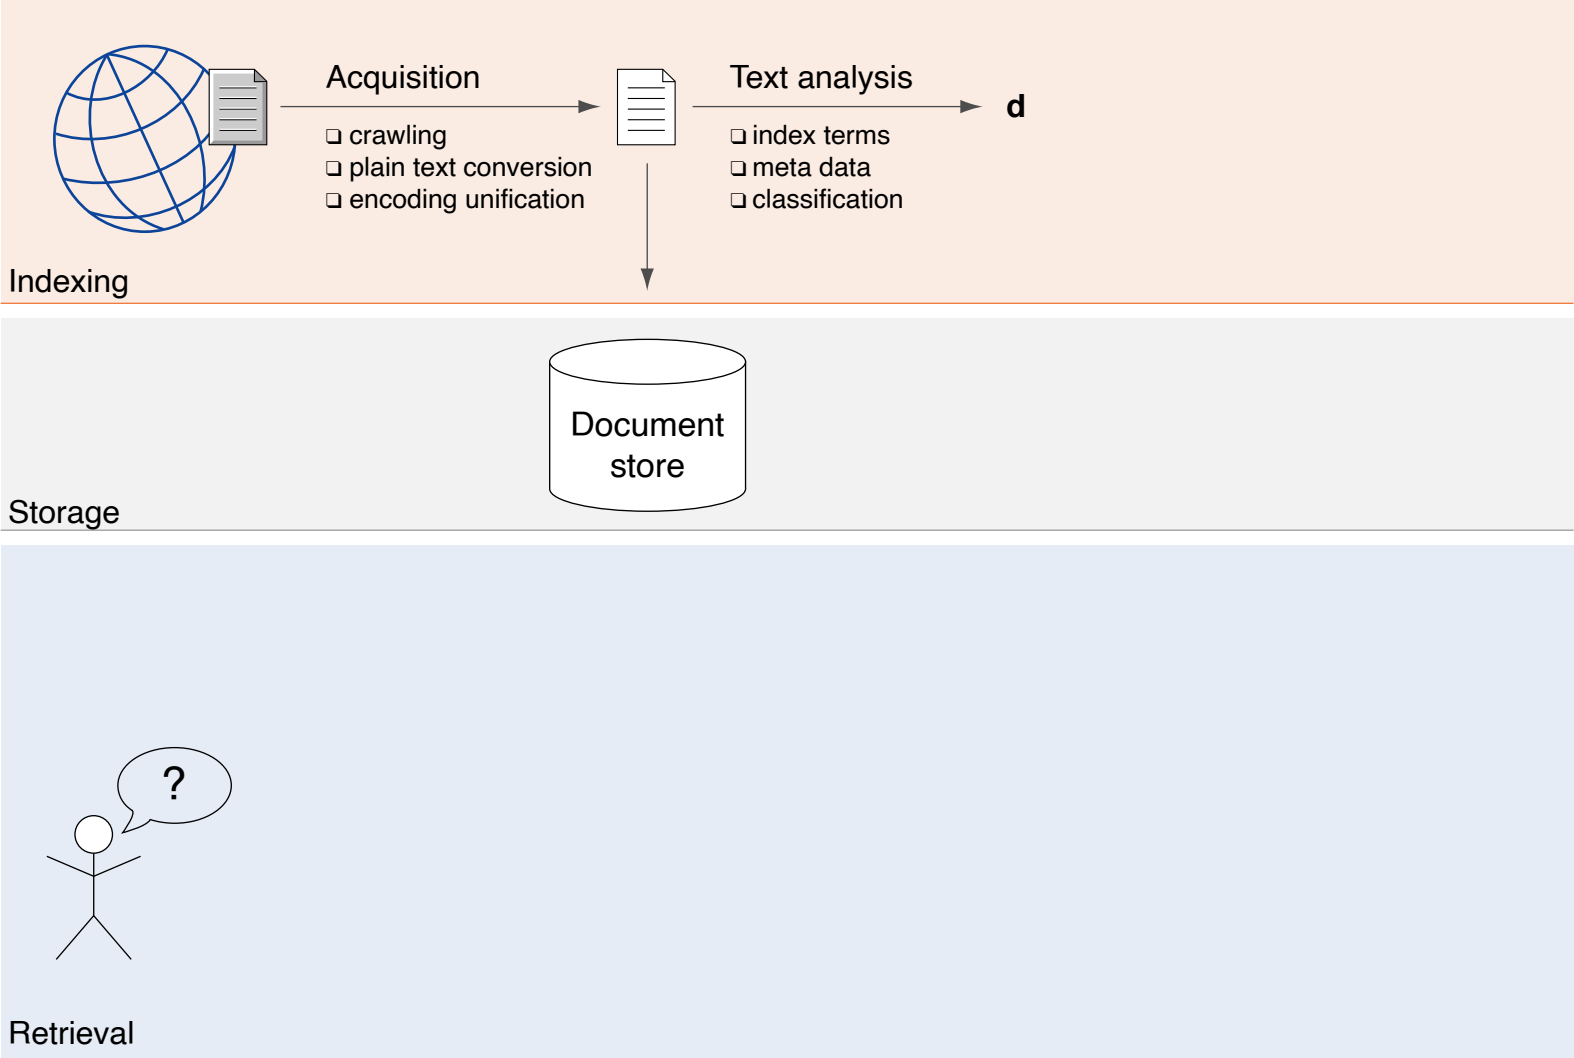 Acquisition
❏ crawling
❏ plain text conversion
❏ encoding unification
Text analysis
❏ index terms
❏ meta data
❏ classification
d
Indexing
Document
store
Storage
?
Retrieval